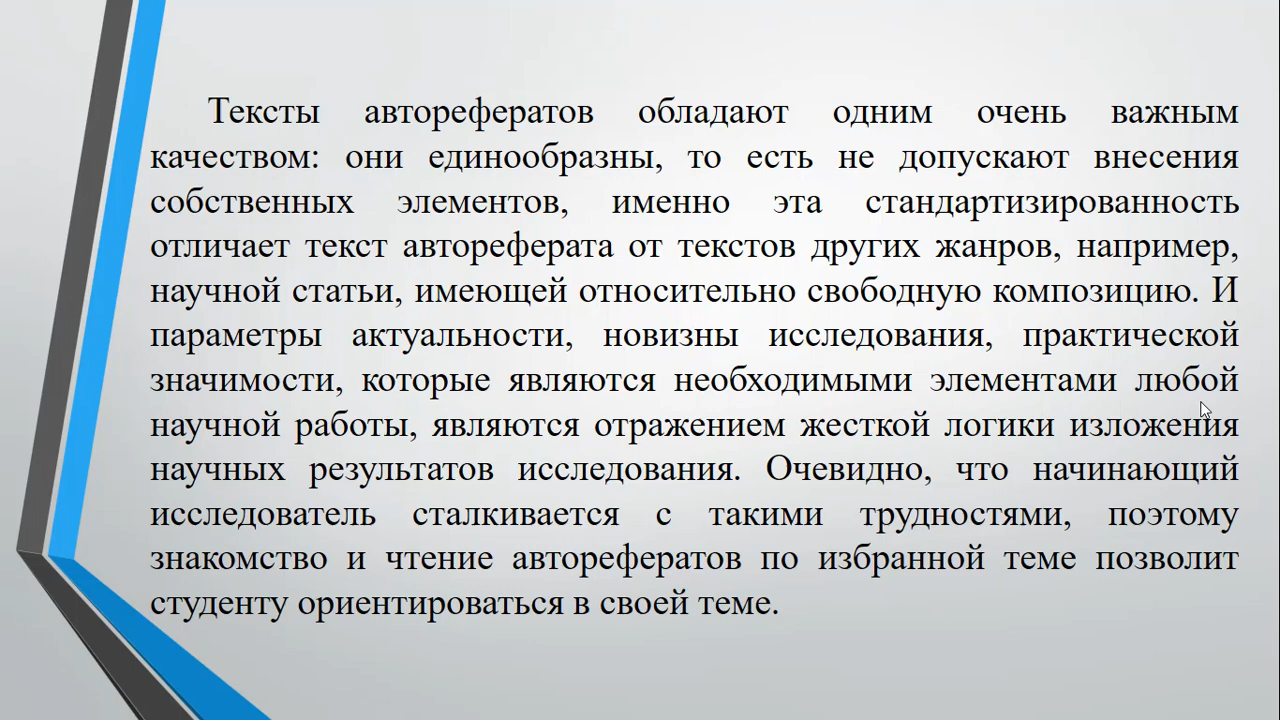 Тексты авторефератов обладают одним очень важным
качеством: они единообразны, то есть не допускают внесения
собственных элементов, именно эта стандартизированность
отличает текст автореферата от текстов других жанров, например,
научной статьи, имеющей относительно свободную композицию. И
параметры актуальности, новизны исследования, практической
значимости, которые являются необходимыми элементами любой
научной работы, являются отражением жесткой логики изложения
научных результатов исследования. Очевидно, что начинающий
исследователь сталкивается с такими трудностями, поэтому
знакомство и чтение авторефератов по избранной теме позволит
студенту ориентироваться в своей теме.